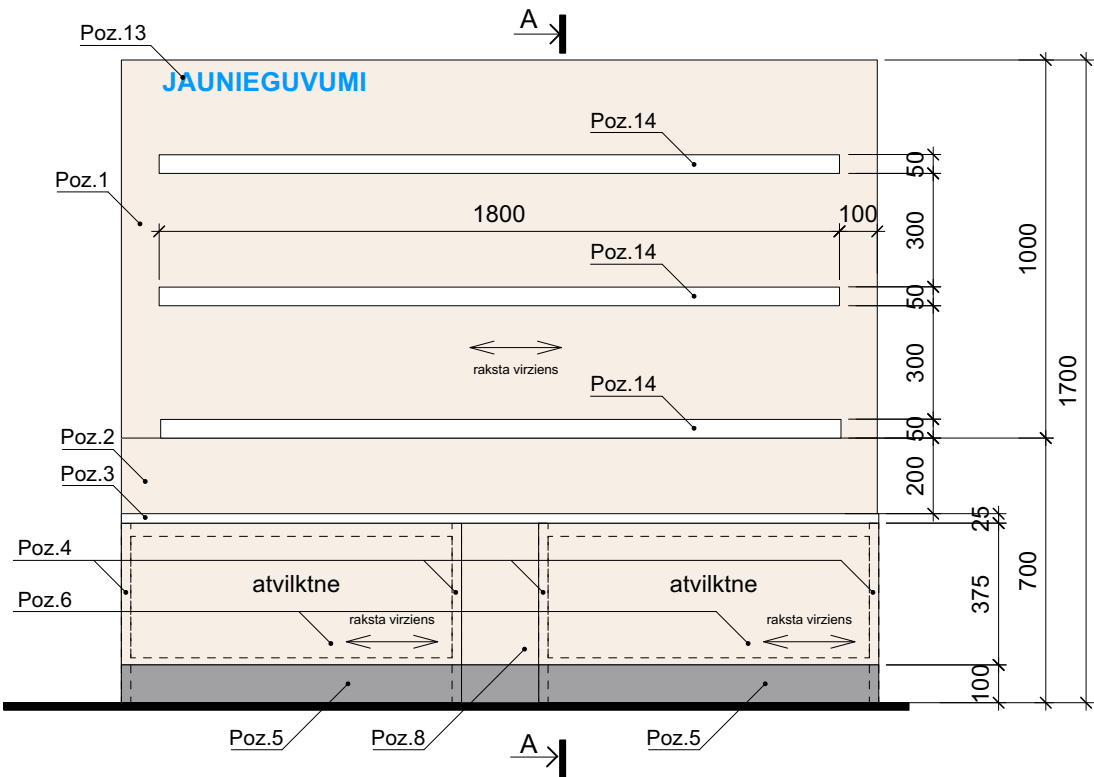 A
Poz.13
JAUNIEGUVUMI
Poz.14
50
Poz.1
1800
100
300
1000
Poz.14
50
raksta virziens
300
1700
Poz.14
50
Poz.2
200
Poz.3
25
Poz.4
atvilktne
atvilktne
375
700
Poz.6
raksta virziens
raksta virziens
100
Poz.5
Poz.8
A
Poz.5